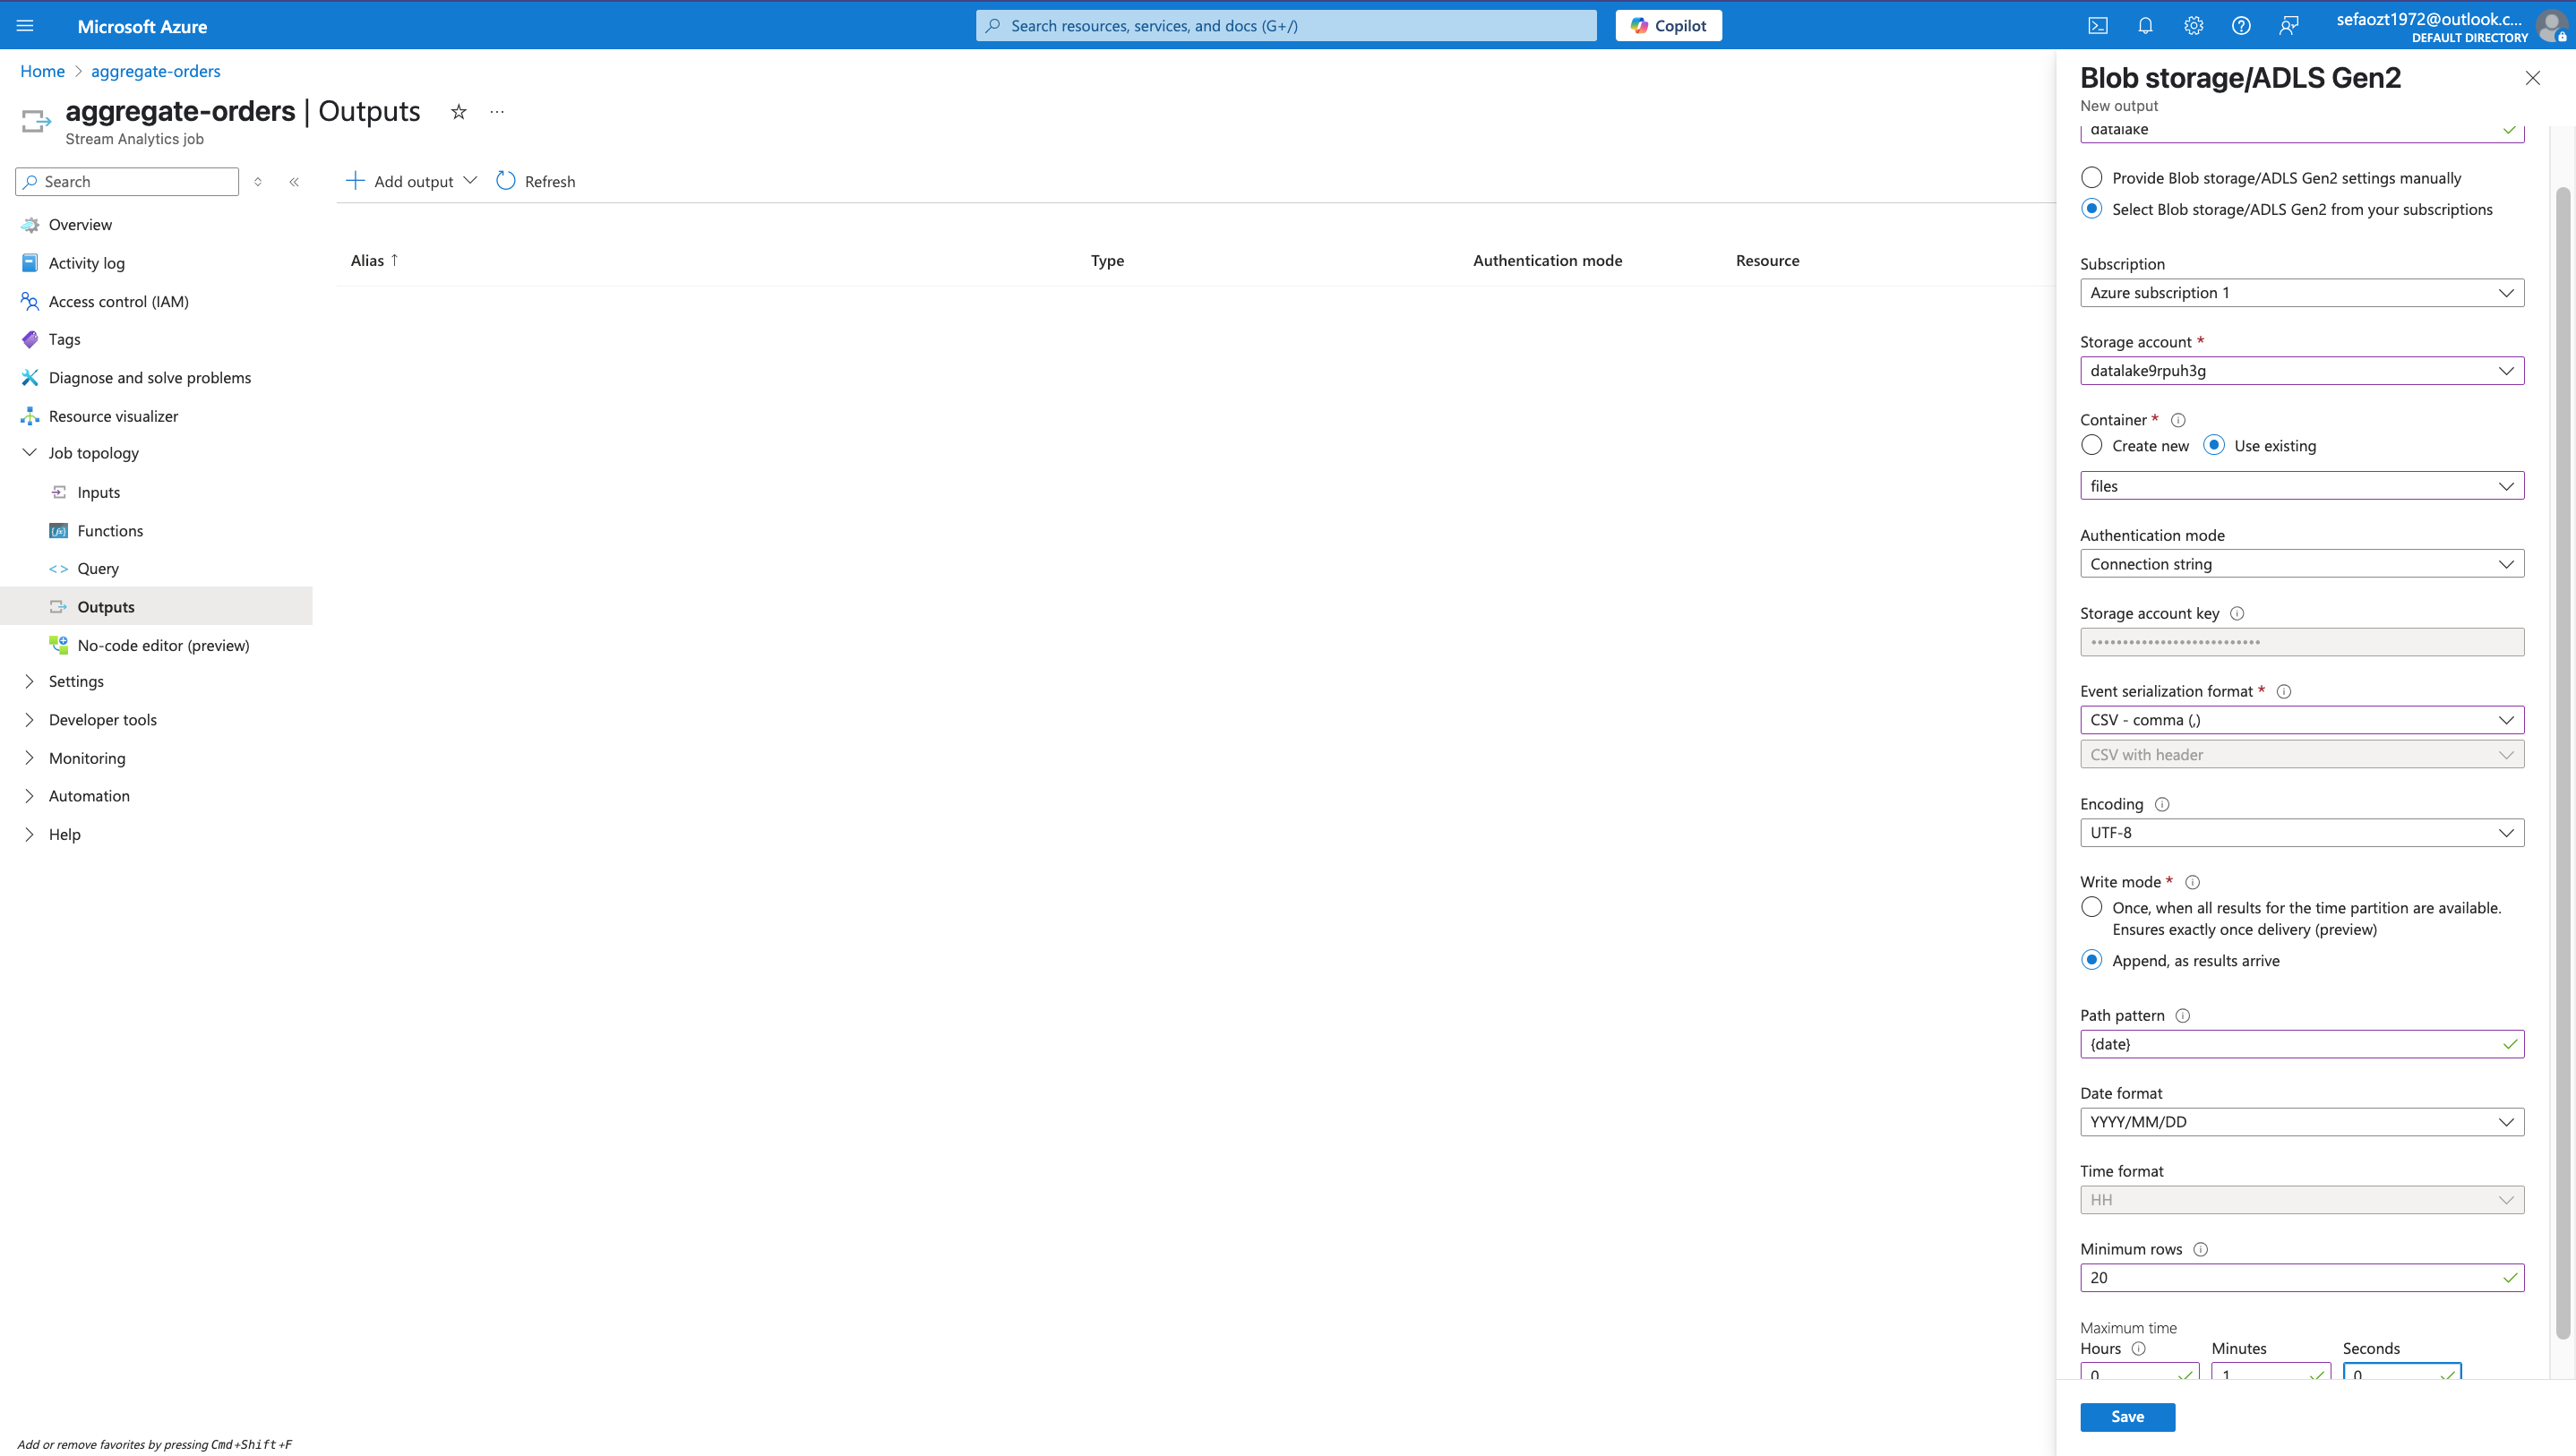 Microsoft Azure
Search resources, services, and docs (G+/)
Copilot
sefaozt1972@outlook.c...
DEFAULT DIRECTORY
Home > aggregate-orders
aggregate-orders | Outputs
Stream Analytics job
Search
Add output
Refresh
Overview
Activity log
Access control (IAM)
Tags
Diagnose and solve problems
Resource visualizer
Job topology
Inputs
Functions
Query
Outputs
No-code editor (preview)
Settings
Developer tools
Monitoring
Automation
Help
Add or remove favorites by pressing Cmd+Shift+F
Alias ↑ Type Authentication mode Resource
Blob storage/ADLS Gen2
New output
datalake
Provide Blob storage/ADLS Gen2 settings manually
Select Blob storage/ADLS Gen2 from your subscriptions
Subscription
Azure subscription 1
Storage account *
datalake9rpuh3g
Container *
Create new Use existing
files
Authentication mode
Connection string
Storage account key
•••••••••••••••••••••••••••
Event serialization format *
CSV - comma (,)
CSV with header
Encoding
UTF-8
Write mode *
Once, when all results for the time partition are available.
Ensures exactly once delivery (preview)
Append, as results arrive
Path pattern
{date}
Date format
YYYY/MM/DD
Time format
HH
Minimum rows
20
Maximum time
Hours Minutes Seconds
0 1 0
Save